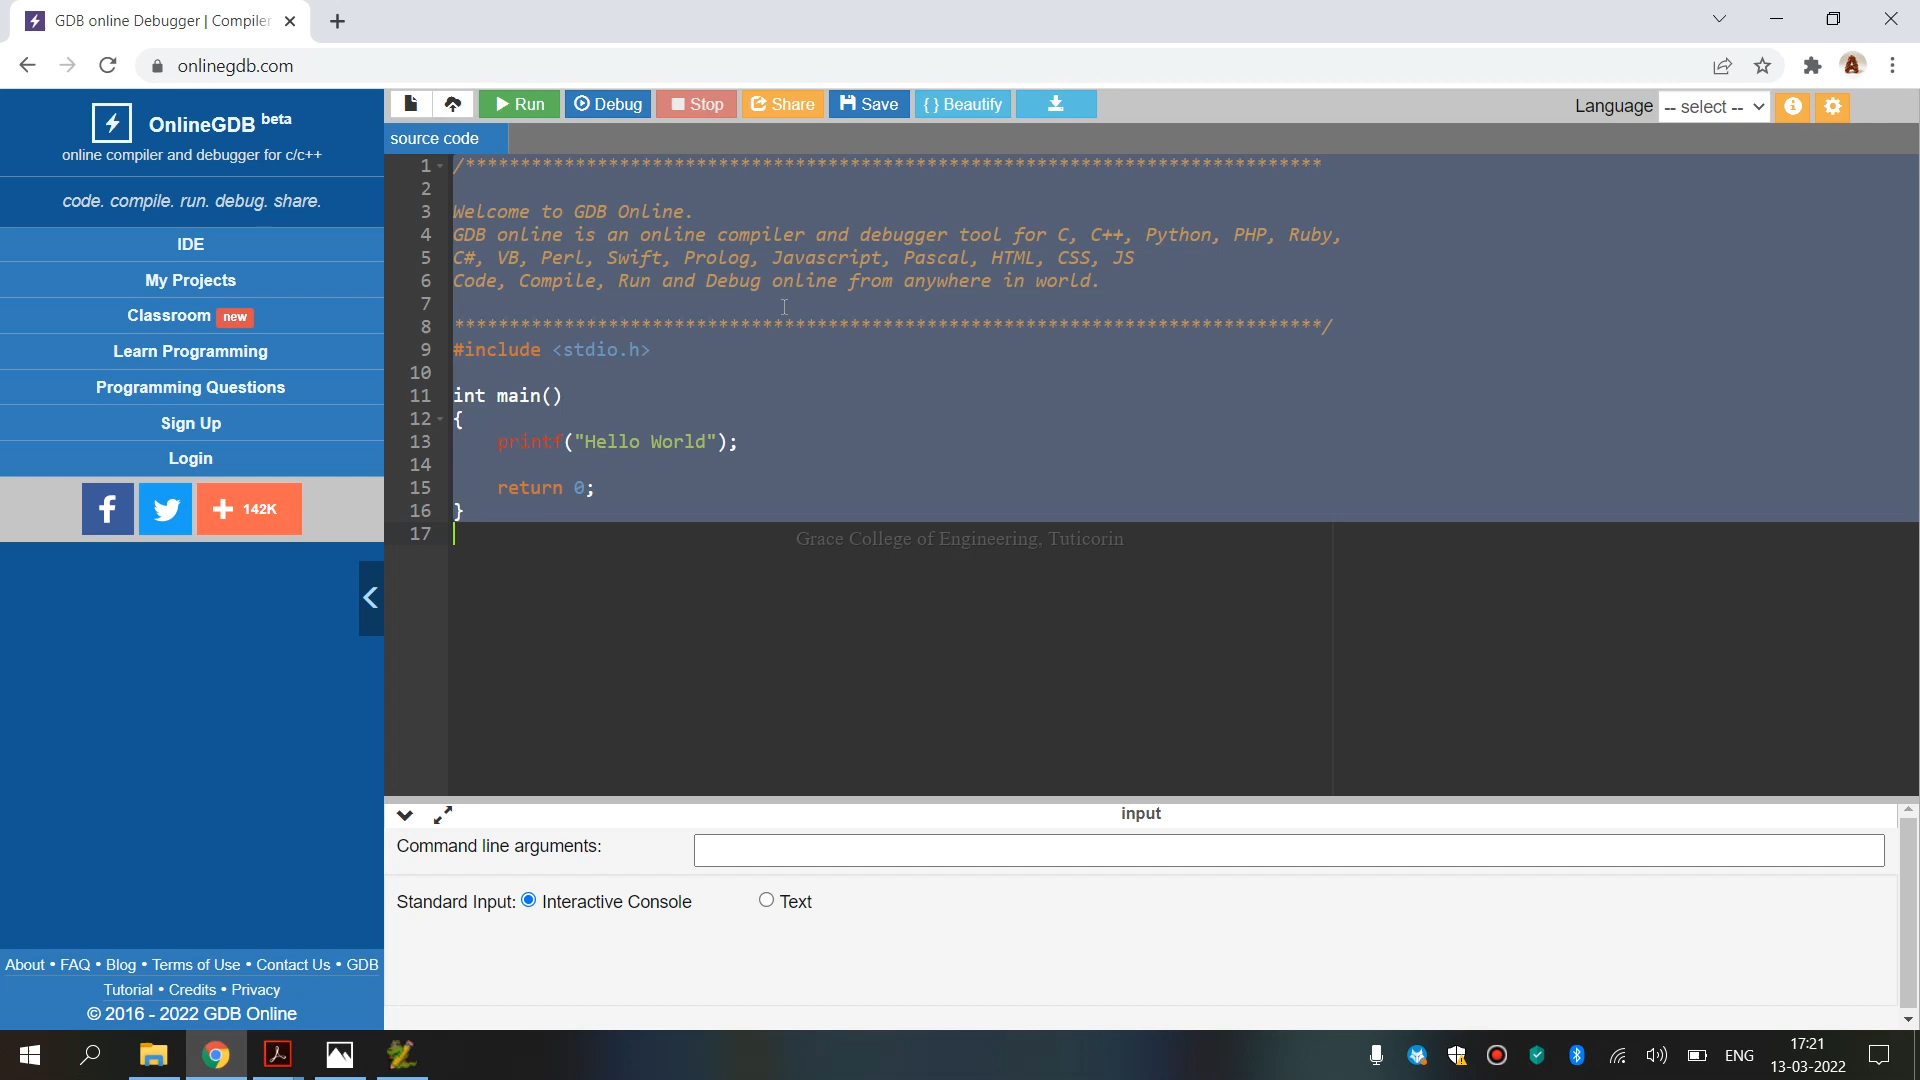 GDB online Debugger | Compiler
onlinegdb.com
OnlineGDB beta
online compiler and debugger for c/c++
code. compile. run. debug. share.
IDE
My Projects
Classroom new
Learn Programming
Programming Questions
Sign Up
Login
f
+ 142K
About • FAQ • Blog • Terms of Use • Contact Us • GDB
Tutorial • Credits • Privacy
© 2016 - 2022 GDB Online
Run Debug Stop Share Save { } Beautify
Language -- select --
source code
1 /******************************************************************************
2
3 Welcome to GDB Online.
4 GDB online is an online compiler and debugger tool for C, C++, Python, PHP, Ruby,
5 C#, VB, Perl, Swift, Prolog, Javascript, Pascal, HTML, CSS, JS
6 Code, Compile, Run and Debug online from anywhere in world.
7
8 *******************************************************************************/
9 #include <stdio.h>
10
11 int main()
12 {
13 printf("Hello World");
14
15 return 0;
16 }
17
Grace College of Engineering, Tuticorin
input
Command line arguments:
Standard Input: Interactive Console Text
ENG
17:21
13-03-2022